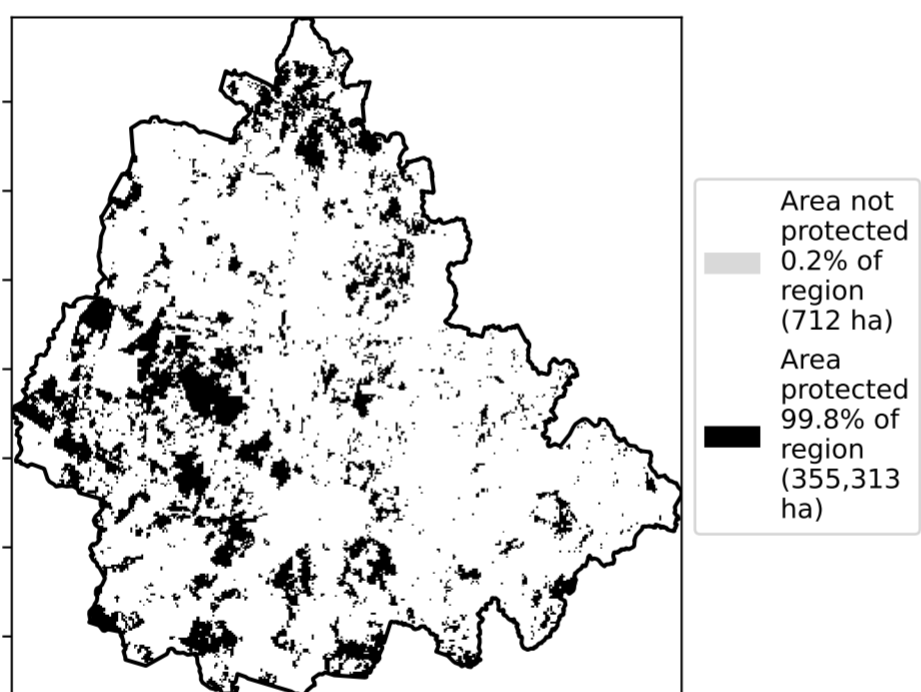 Area not
protected
0.2% of
region
(712 ha)
Area
protected
99.8% of
region
(355,313
ha)